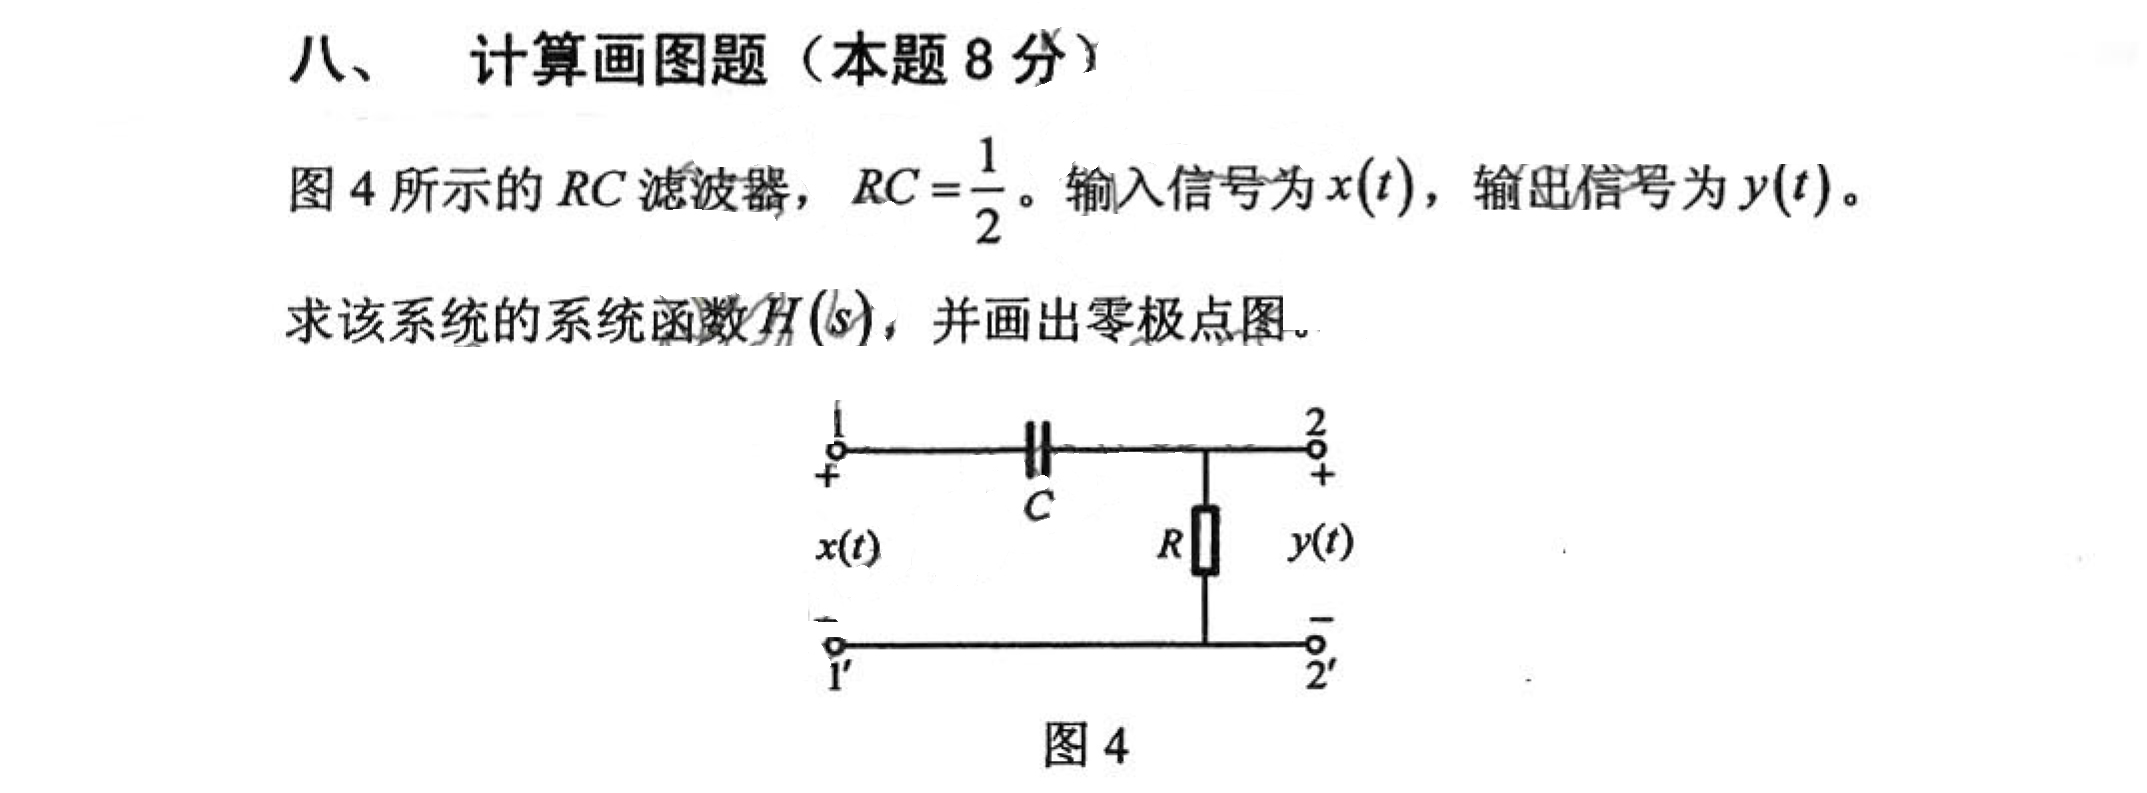 八、 计算画图题（本题 8 分）
图 4 所示的 RC 滤波器， RC = 1/2 。输入信号为 x(t)，输出信号为 y(t)。
求该系统的系统函数 H(s)，并画出零极点图。
1 2
+ +
C
x(t) R y(t)
− −
1′ 2′
图 4